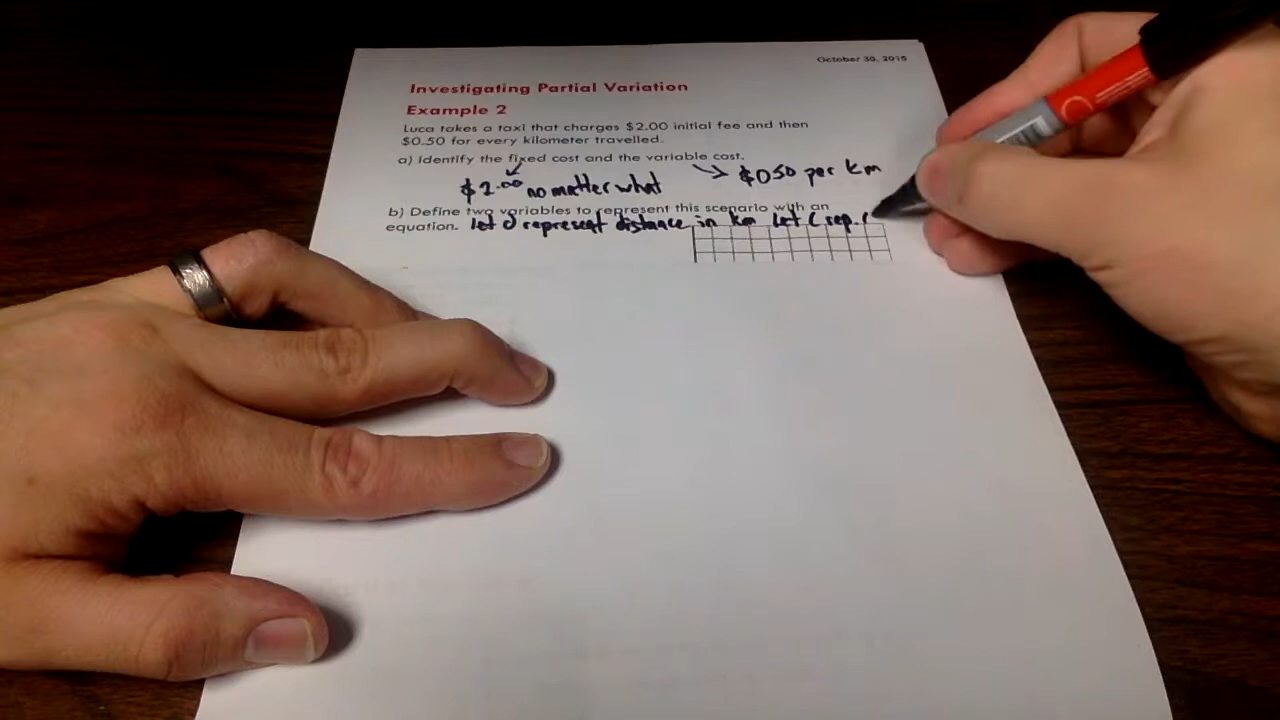 October 30, 2015
Investigating Partial Variation
Example 2
Luca takes a taxi that charges $2.00 initial fee and then
$0.50 for every kilometer travelled.
a) Identify the fixed cost and the variable cost.
$2.00 no matter what
$0.50 per km
b) Define two variables to represent this scenario with an
equation. let d represent distance in km let C rep. c